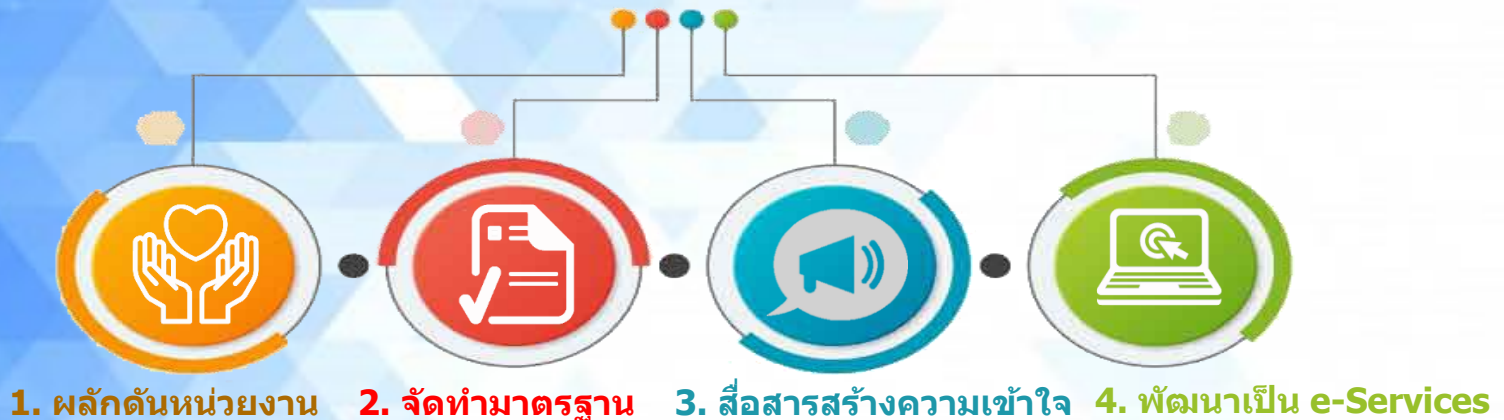 1. ผลักดันหน่วยงาน
2. จัดทำมาตรฐาน
3. สื่อสารสร้างความเข้าใจ
4. พัฒนาเป็น e-Services